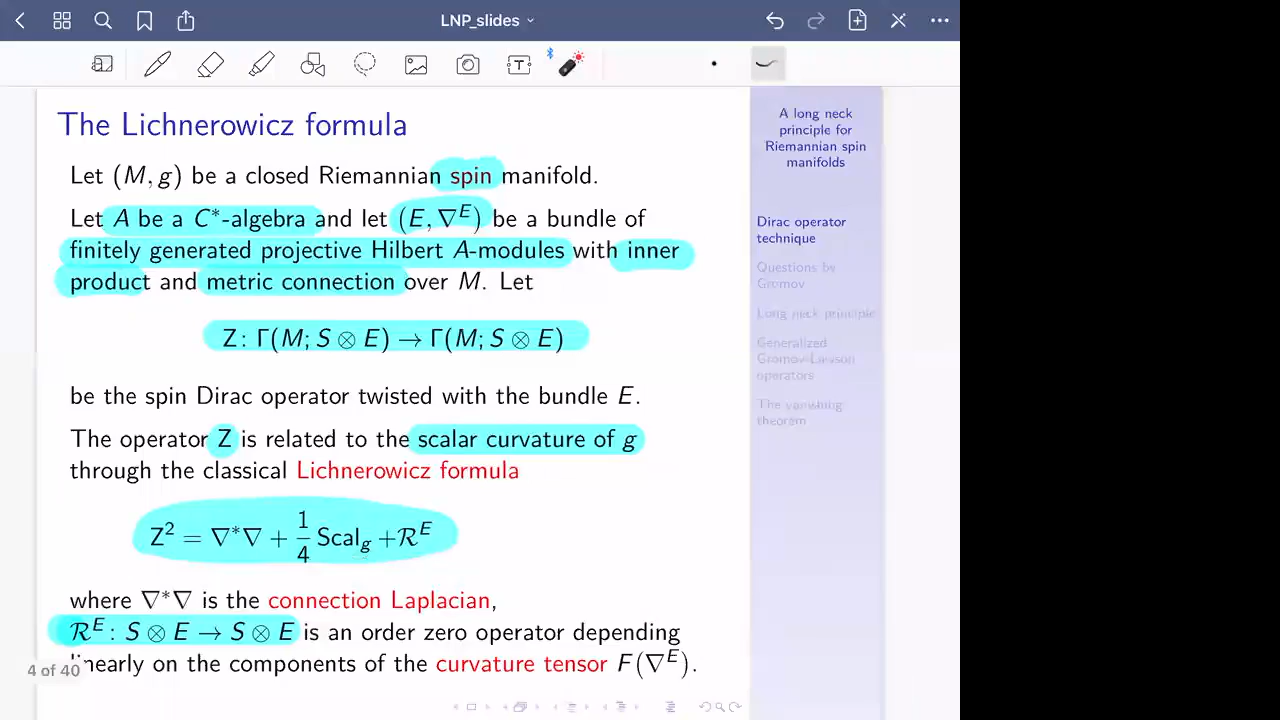 LNP_slides
The Lichnerowicz formula
Let (M, g) be a closed Riemannian spin manifold.
Let A be a C*-algebra and let (E, ∇^E) be a bundle of
finitely generated projective Hilbert A-modules with inner
product and metric connection over M. Let
Z: Γ(M; S ⊗ E) → Γ(M; S ⊗ E)
be the spin Dirac operator twisted with the bundle E.
The operator Z is related to the scalar curvature of g
through the classical Lichnerowicz formula
Z² = ∇*∇ + 1/4 Scal_g + ℛ^E
where ∇*∇ is the connection Laplacian,
ℛ^E: S ⊗ E → S ⊗ E is an order zero operator depending
linearly on the components of the curvature tensor F(∇^E).
4 of 40
A long neck
principle for
Riemannian spin
manifolds
Dirac operator
technique
Questions by
Gromov
Long neck principle
Generalized
Gromov-Lawson
operators
The vanishing
theorem